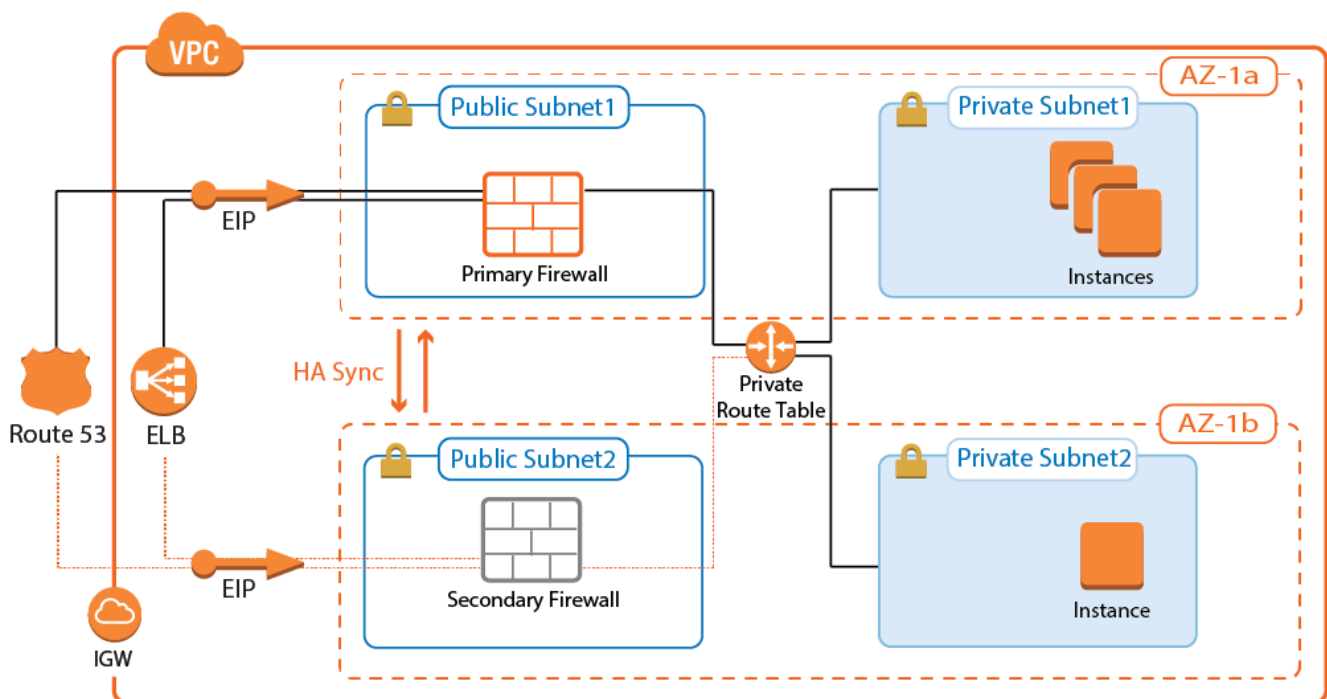 VPC
AZ-1a
Public Subnet1
Private Subnet1
EIP
Primary Firewall
Instances
HA Sync
Private
Route Table
Route 53
ELB
AZ-1b
Public Subnet2
Private Subnet2
EIP
Secondary Firewall
Instance
IGW